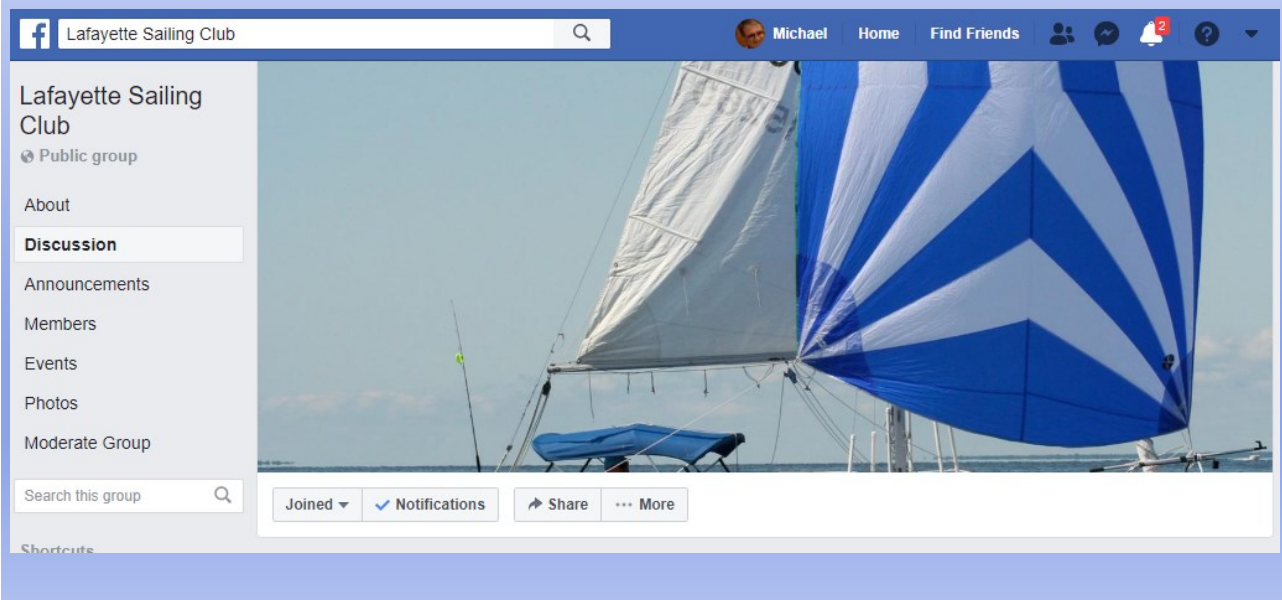 Lafayette Sailing Club
Michael Home Find Friends 2
Lafayette Sailing
Club
Public group
About
Discussion
Announcements
Members
Events
Photos
Moderate Group
Search this group
Joined Notifications Share More
Shortcuts